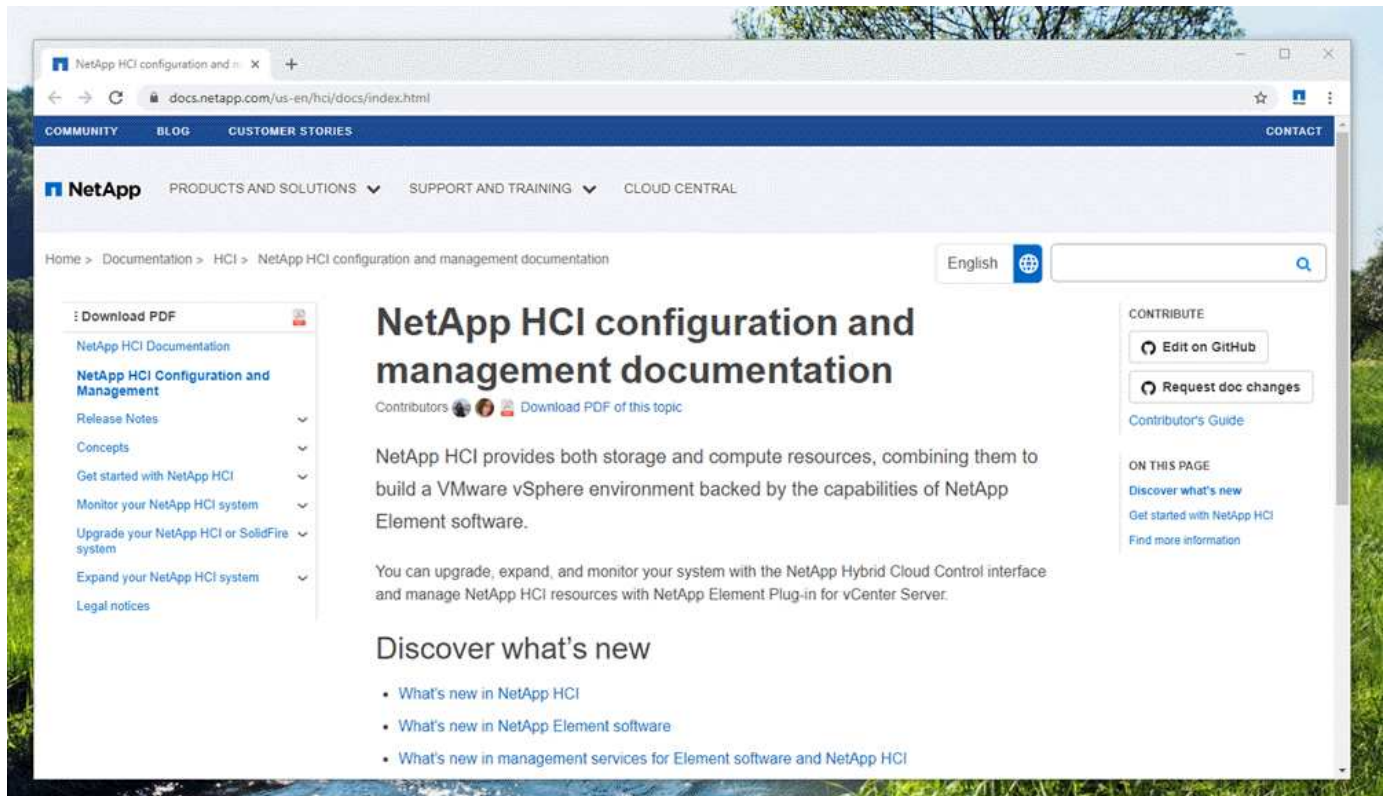 NetApp HCI configuration and
docs.netapp.com/us-en/hci/docs/index.html
COMMUNITY BLOG CUSTOMER STORIES CONTACT
NetApp PRODUCTS AND SOLUTIONS SUPPORT AND TRAINING CLOUD CENTRAL
Home > Documentation > HCI > NetApp HCI configuration and management documentation
English
Download PDF
NetApp HCI Documentation
NetApp HCI Configuration and
Management
Release Notes
Concepts
Get started with NetApp HCI
Monitor your NetApp HCI system
Upgrade your NetApp HCI or SolidFire
system
Expand your NetApp HCI system
Legal notices
NetApp HCI configuration and
management documentation
Contributors Download PDF of this topic
NetApp HCI provides both storage and compute resources, combining them to
build a VMware vSphere environment backed by the capabilities of NetApp
Element software.
You can upgrade, expand, and monitor your system with the NetApp Hybrid Cloud Control interface
and manage NetApp HCI resources with NetApp Element Plug-in for vCenter Server.
Discover what's new
• What's new in NetApp HCI
• What's new in NetApp Element software
• What's new in management services for Element software and NetApp HCI
CONTRIBUTE
Edit on GitHub
Request doc changes
Contributor's Guide
ON THIS PAGE
Discover what's new
Get started with NetApp HCI
Find more information